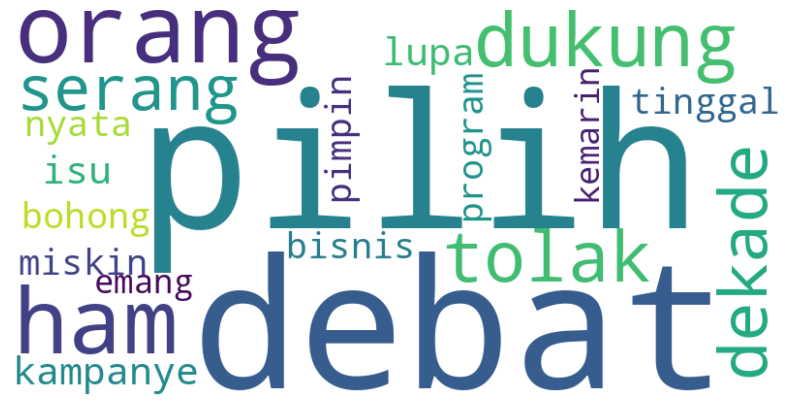 orang
lupa
dukung
serang
pimpin
program
kemarin
tinggal
nyata
pilih
isu
bohong
bisnis
tolak
dekade
miskin
emang
ham
debat
kampanye